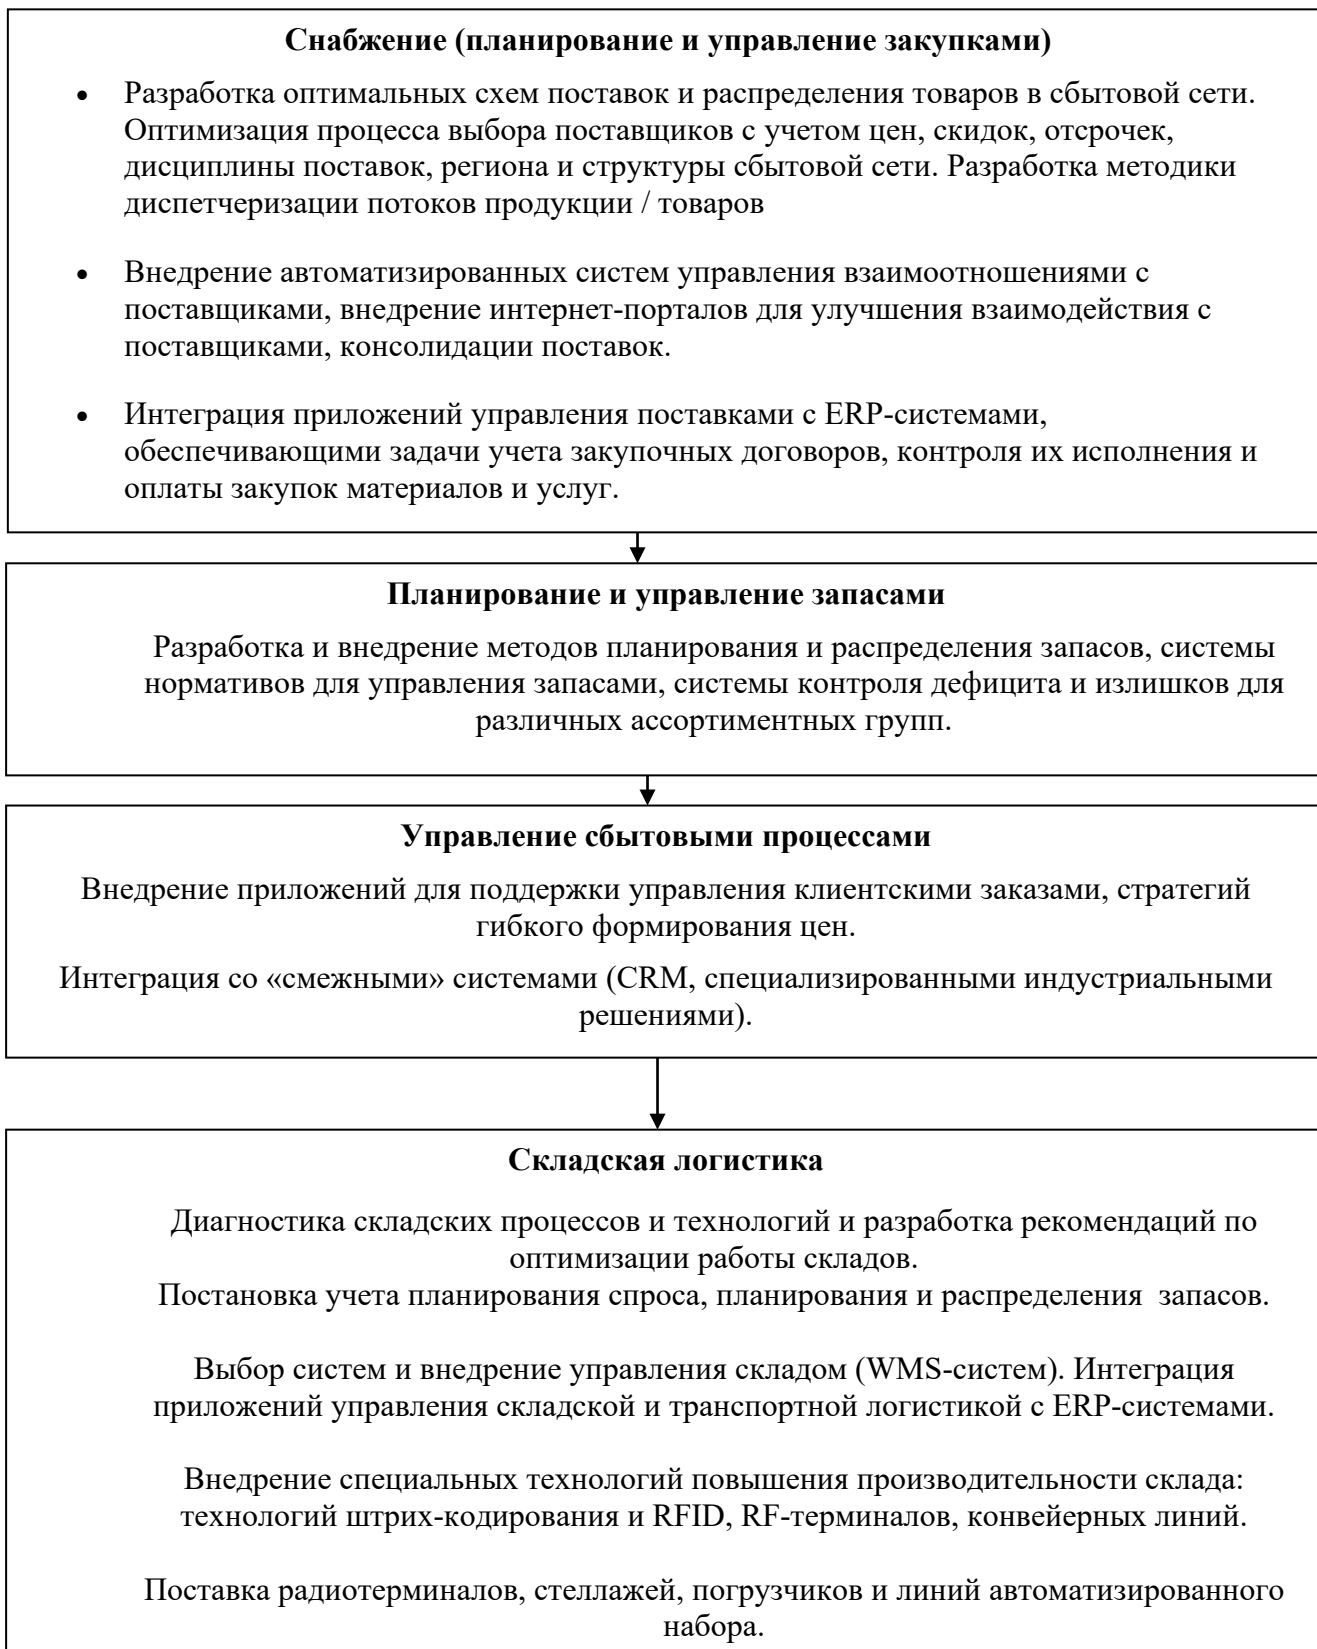 Снабжение (планирование и управление закупками)
• Разработка оптимальных схем поставок и распределения товаров в сбытовой сети.
Оптимизация процесса выбора поставщиков с учетом цен, скидок, отсрочек,
дисциплины поставок, региона и структуры сбытовой сети. Разработка методики
диспетчеризации потоков продукции / товаров
• Внедрение автоматизированных систем управления взаимоотношениями с
поставщиками, внедрение интернет-порталов для улучшения взаимодействия с
поставщиками, консолидации поставок.
• Интеграция приложений управления поставками с ERP-системами,
обеспечивающими задачи учета закупочных договоров, контроля их исполнения и
оплаты закупок материалов и услуг.
Планирование и управление запасами
Разработка и внедрение методов планирования и распределения запасов, системы
нормативов для управления запасами, системы контроля дефицита и излишков для
различных ассортиментных групп.
Управление сбытовыми процессами
Внедрение приложений для поддержки управления клиентскими заказами, стратегий
гибкого формирования цен.
Интеграция со «смежными» системами (CRM, специализированными индустриальными
решениями).
Складская логистика
Диагностика складских процессов и технологий и разработка рекомендаций по
оптимизации работы складов.
Постановка учета планирования спроса, планирования и распределения  запасов.
Выбор систем и внедрение управления складом (WMS-систем). Интеграция
приложений управления складской и транспортной логистикой с ERP-системами.
Внедрение специальных технологий повышения производительности склада:
технологий штрих-кодирования и RFID, RF-терминалов, конвейерных линий.
Поставка радиотерминалов, стеллажей, погрузчиков и линий автоматизированного
набора.